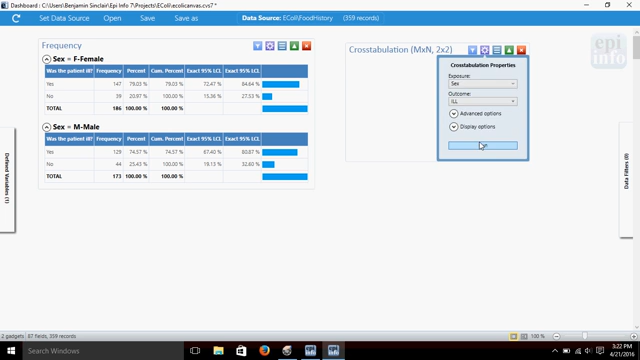 Dashboard : C:\Users\Benjamin Sinclair\Epi Info 7\Projects\EColi\ecolicanvas.cvs7*
Set Data Source Open Save Save as Data Source: EColi\FoodHistory (359 records)
epi info
Frequency
Sex = F-Female
Was the patient ill? Frequency Percent Cum. Percent Exact 95% LCL Exact 95% LCL
Yes 147 79.03 % 79.03 % 72.47 % 84.64 %
No 39 20.97 % 100.00 % 15.36 % 27.53 %
TOTAL 186 100.00 % 100.00 %
Sex = M-Male
Was the patient ill? Frequency Percent Cum. Percent Exact 95% LCL Exact 95% LCL
Yes 129 74.57 % 74.57 % 67.40 % 80.87 %
No 44 25.43 % 100.00 % 19.13 % 32.60 %
TOTAL 173 100.00 % 100.00 %
Crosstabulation (MxN, 2x2)
Crosstabulation Properties
Exposure:
Sex
Outcome:
ILL
Advanced options
Display options
Defined Variables (1)
Data Filters (0)
2 gadgets 87 fields, 359 records
100 %
Search Windows
3:22 PM
4/21/2016